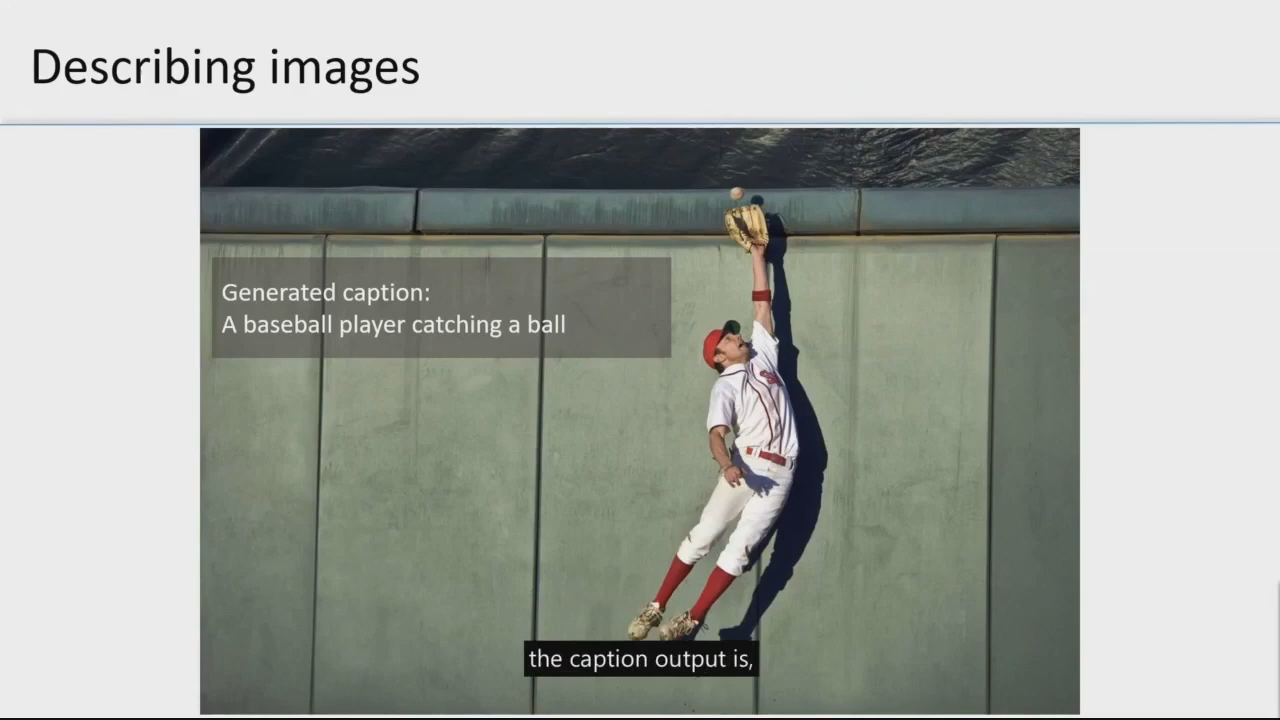 Describing images
Generated caption:
A baseball player catching a ball
the caption output is,